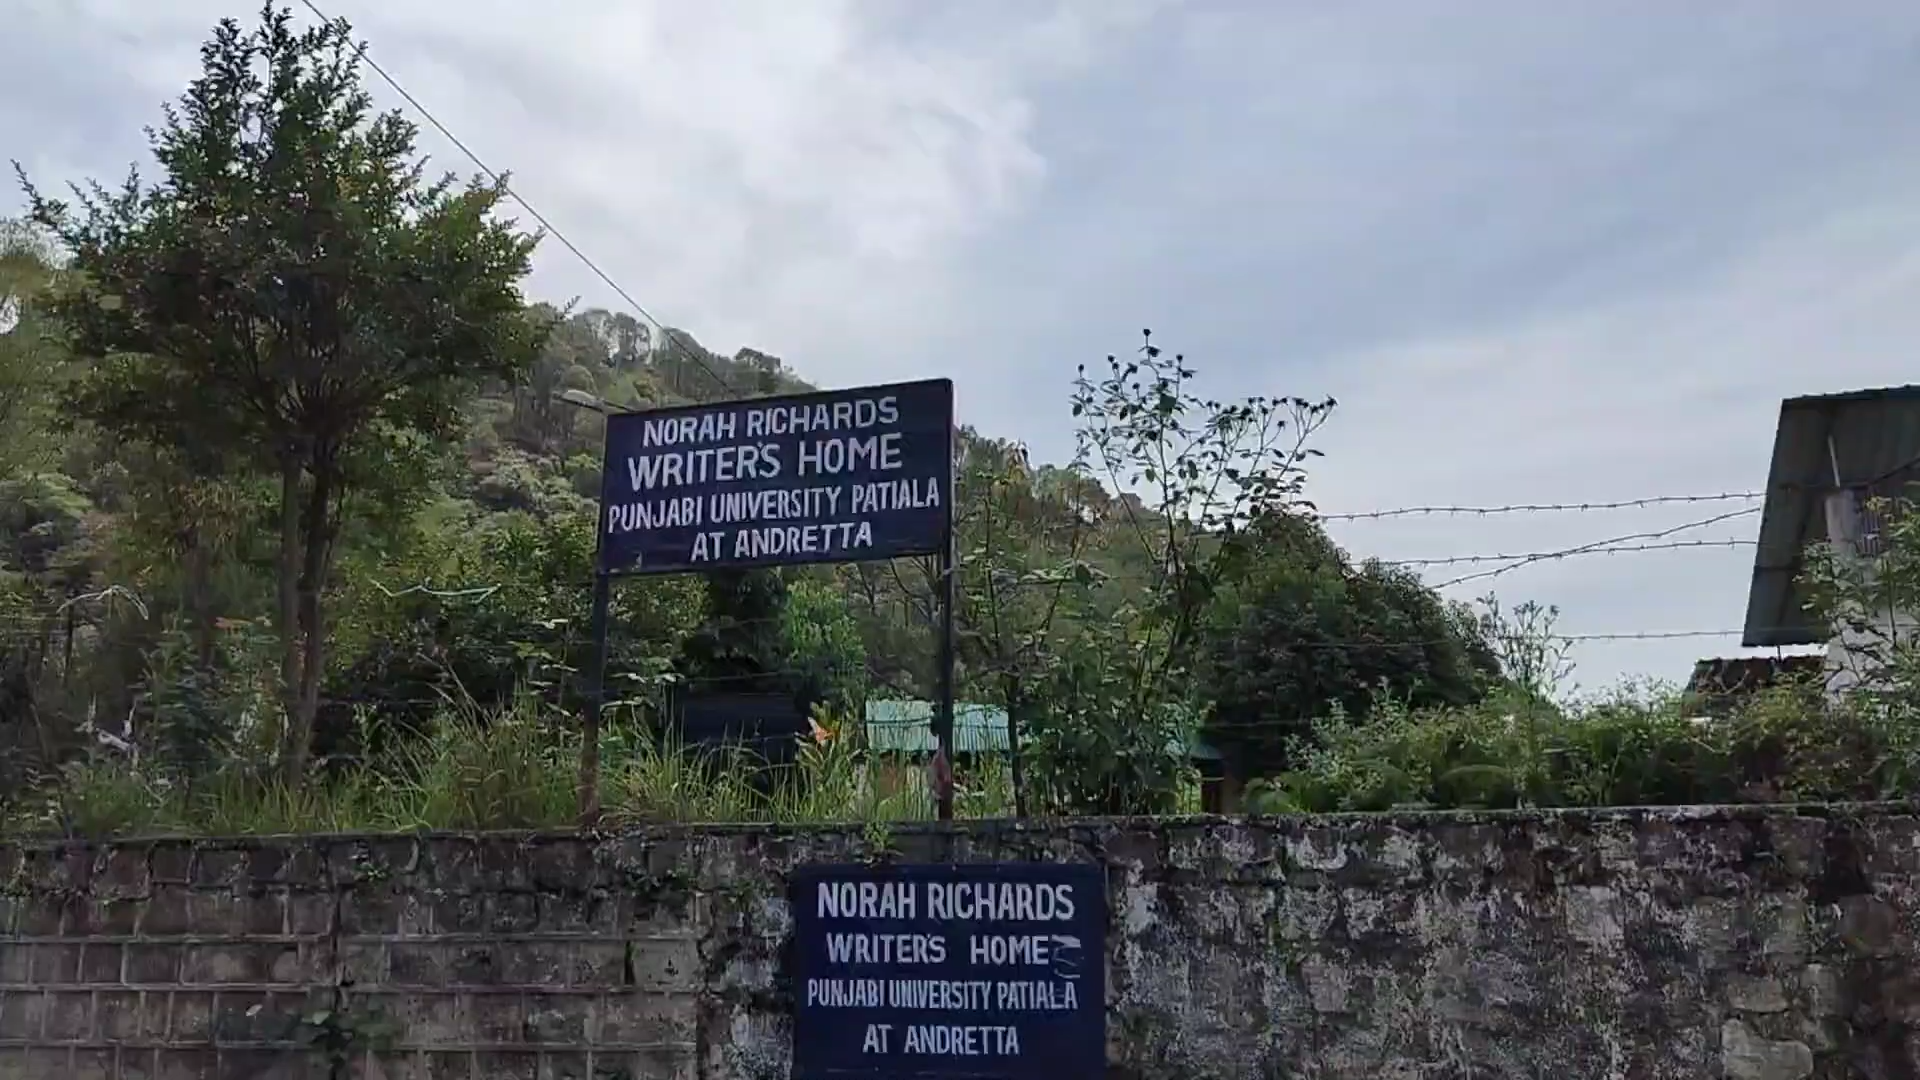 NORAH RICHARDS
WRITER'S HOME
PUNJABI UNIVERSITY PATIALA
AT ANDRETTA
NORAH RICHARDS
WRITER'S HOME
PUNJABI UNIVERSITY PATIALA
AT ANDRETTA